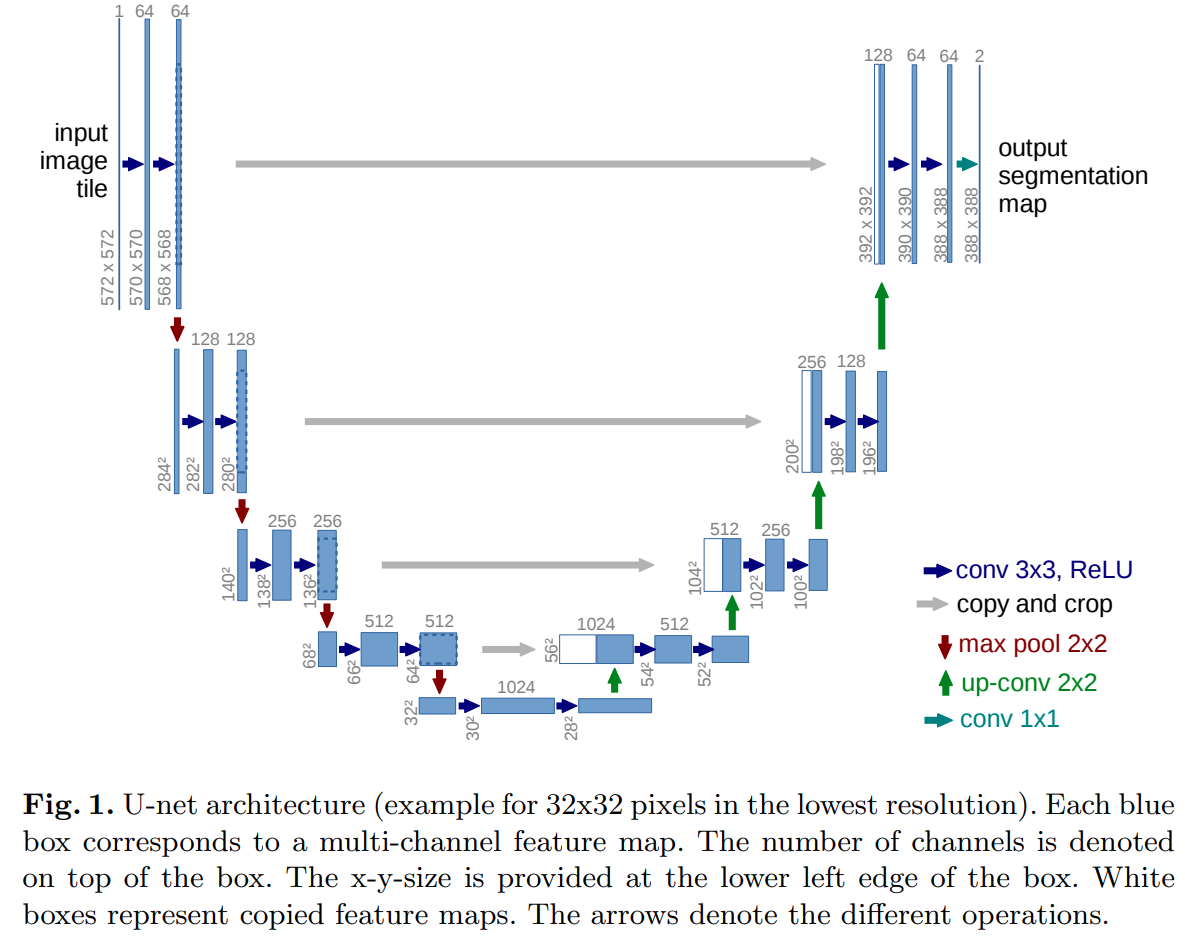 1 64 64
128 64 64 2
input
image
tile
output
segmentation
map
572 x 572
570 x 570
568 x 568
392 x 392
390 x 390
388 x 388
388 x 388
128 128
256 128
284²
282²
280²
200²
198²
196²
256 256
512 256
140²
138²
136²
104²
102²
100²
512 512
1024 512
68²
66²
64²
56²
54²
52²
1024
32²
30²
28²
conv 3x3, ReLU
copy and crop
max pool 2x2
up-conv 2x2
conv 1x1
Fig. 1. U-net architecture (example for 32x32 pixels in the lowest resolution). Each blue
box corresponds to a multi-channel feature map. The number of channels is denoted
on top of the box. The x-y-size is provided at the lower left edge of the box. White
boxes represent copied feature maps. The arrows denote the different operations.